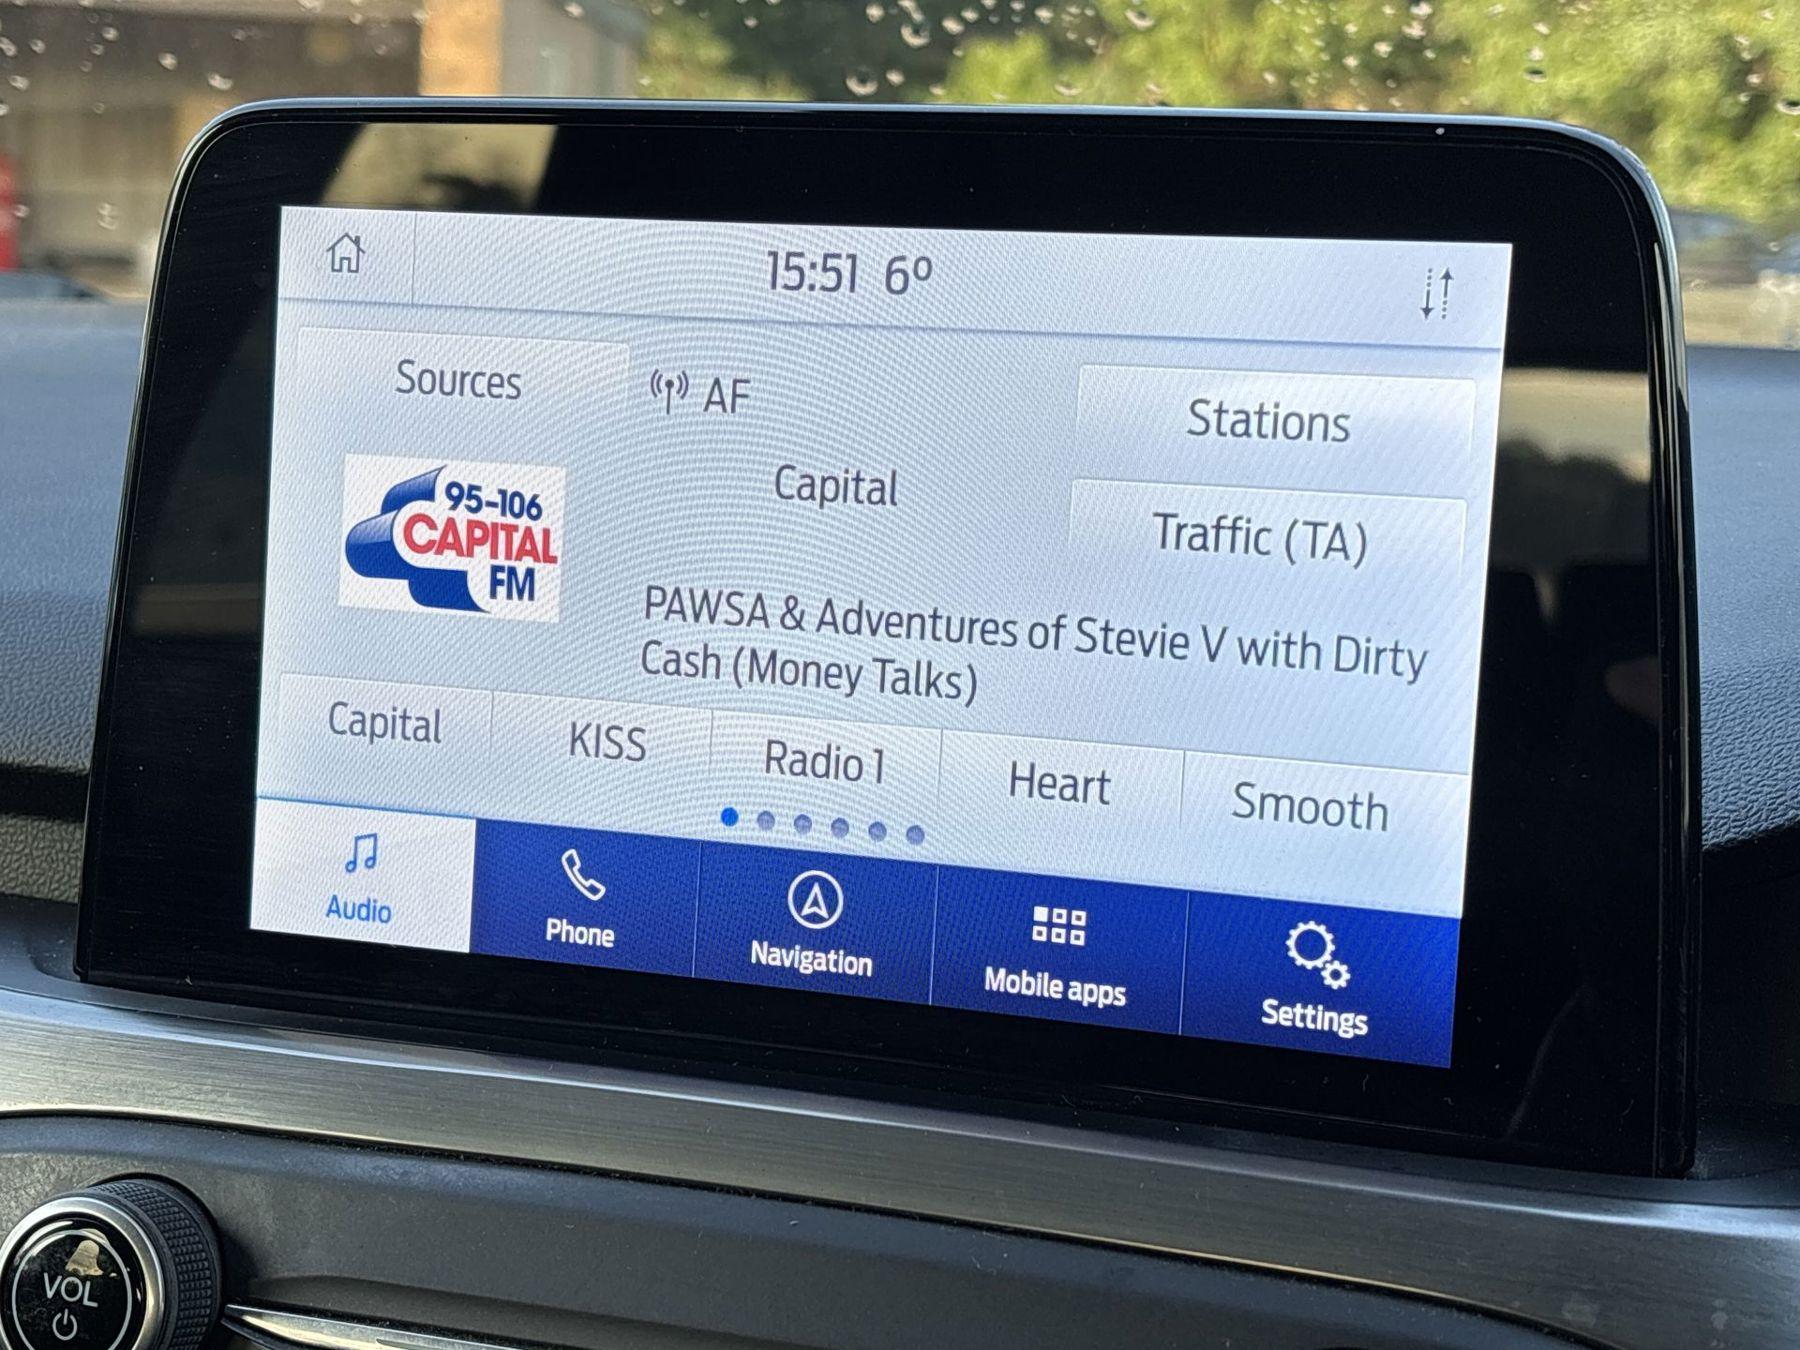 15:51 6°
Sources
AF
Stations
95-106
CAPITAL
FM
Capital
Traffic (TA)
PAWSA & Adventures of Stevie V with Dirty
Cash (Money Talks)
Capital
KISS
Radio 1
Heart
Smooth
Audio
Phone
Navigation
Mobile apps
Settings
VOL